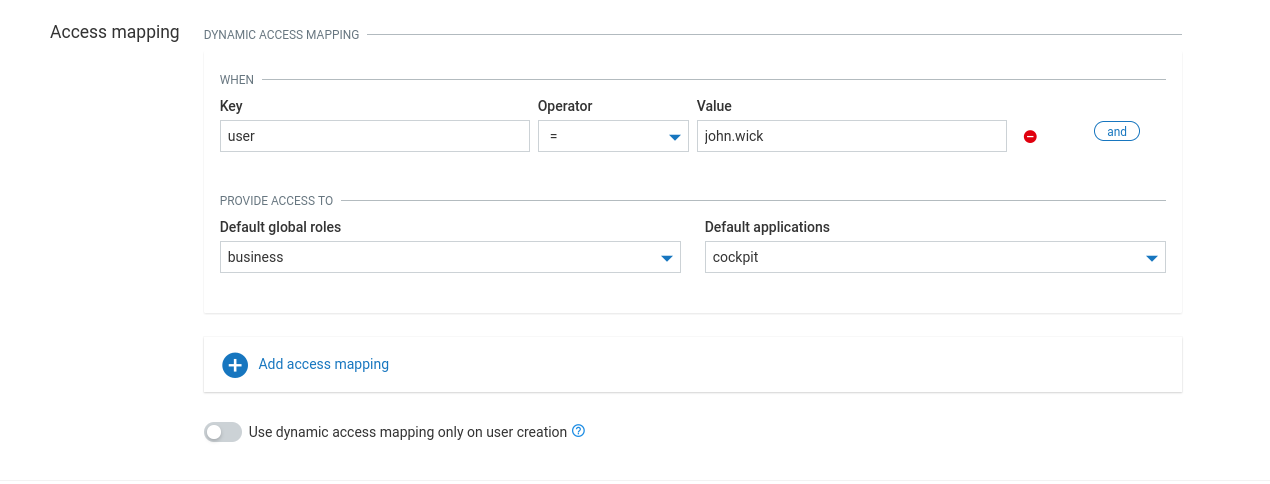 Access mapping
DYNAMIC ACCESS MAPPING
WHEN
Key Operator Value
user = john.wick and
PROVIDE ACCESS TO
Default global roles Default applications
business cockpit
Add access mapping
Use dynamic access mapping only on user creation ?